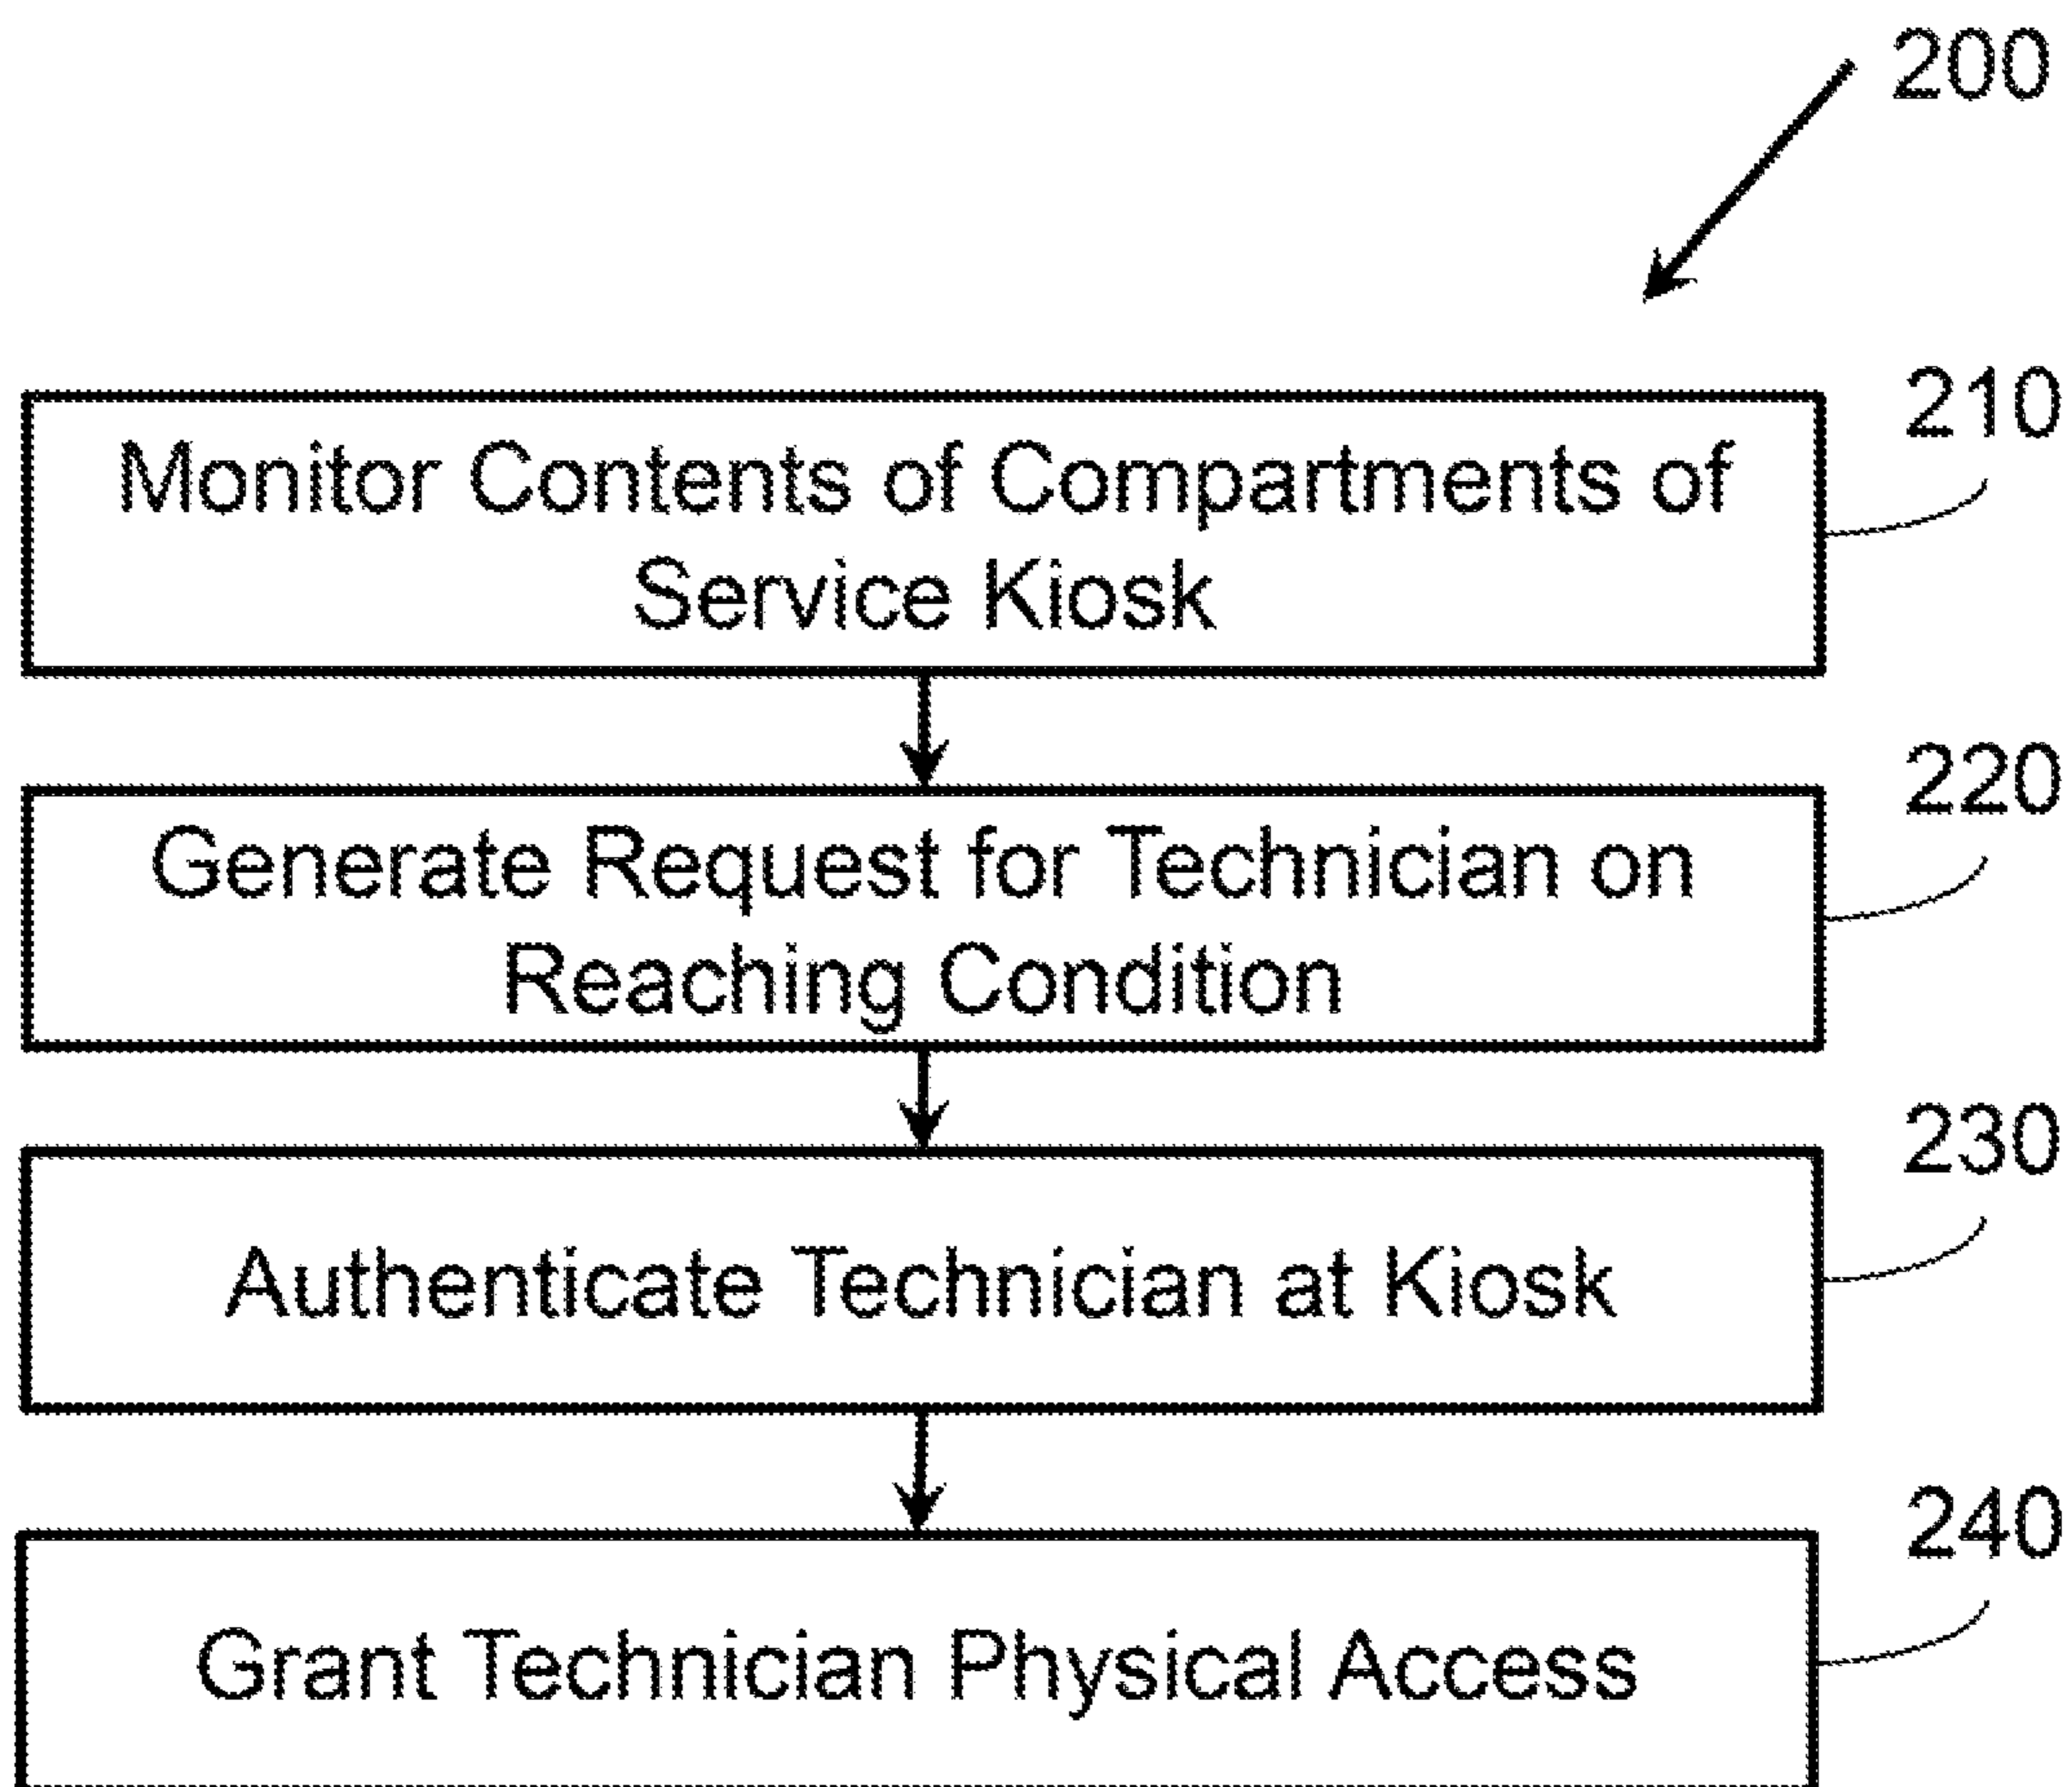 200
210
Monitor Contents of Compartments of
Service Kiosk
220
Generate Request for Technician on
Reaching Condition
230
Authenticate Technician at Kiosk
240
Grant Technician Physical Access